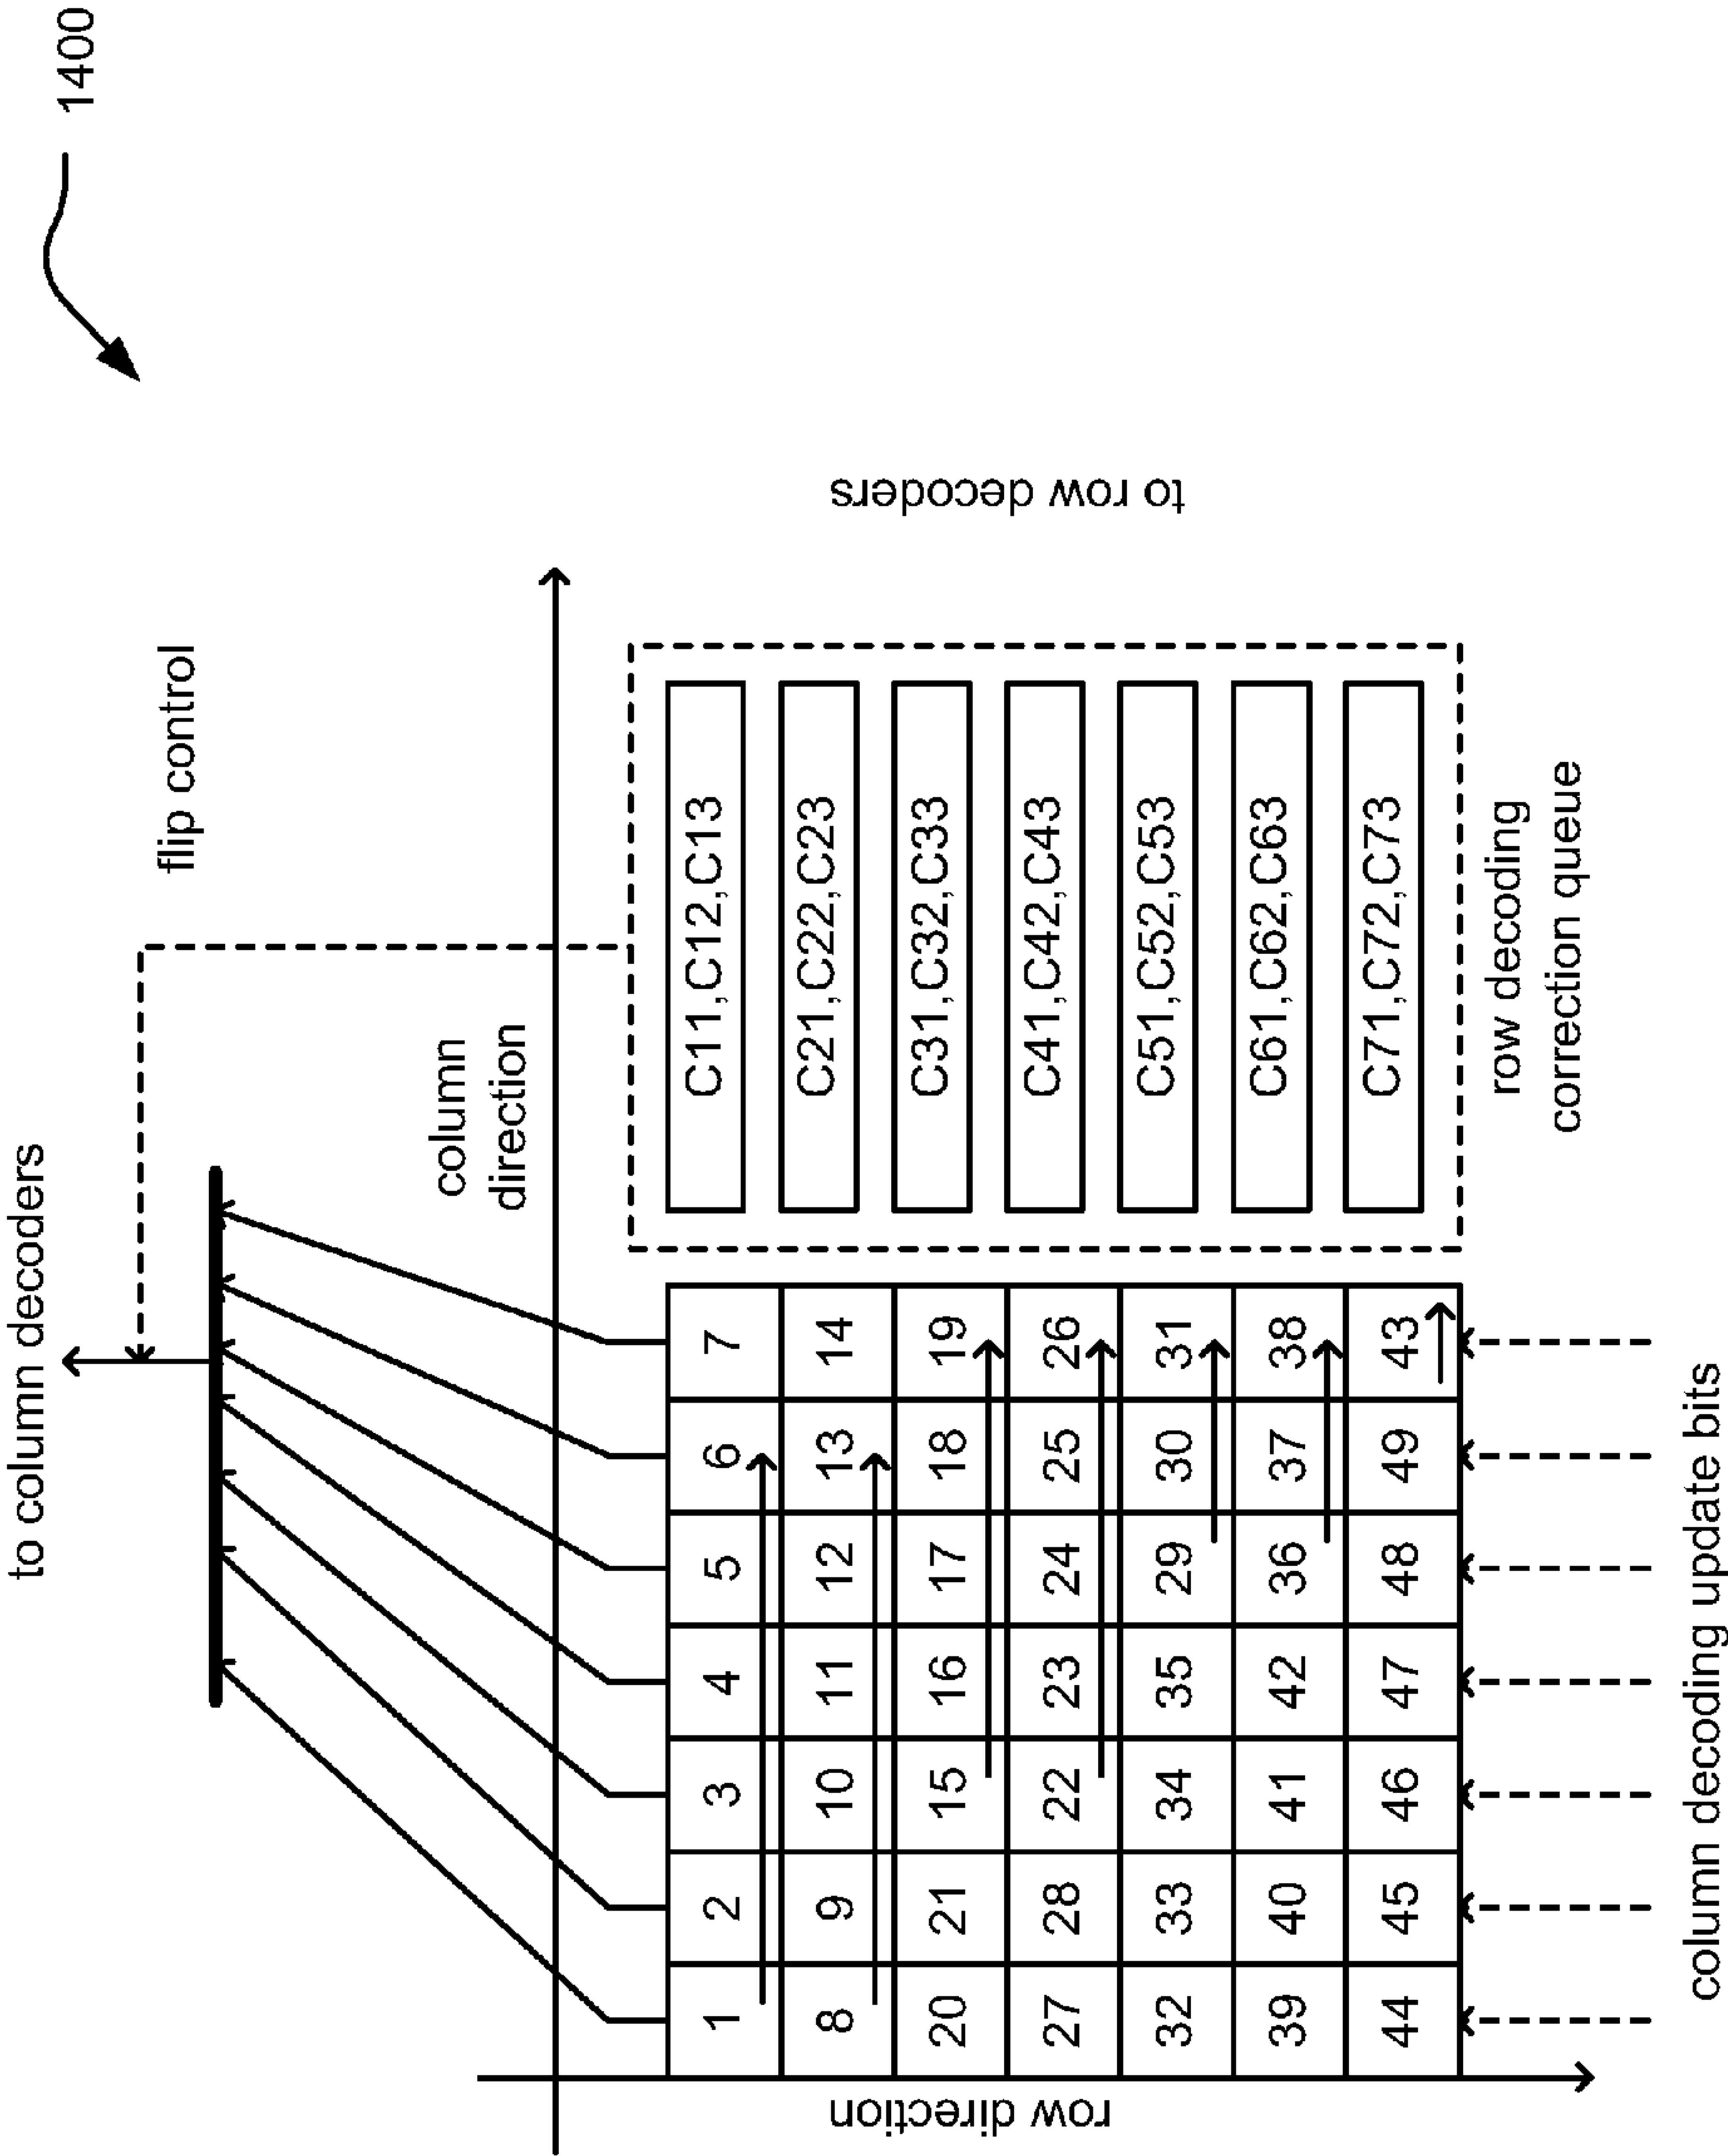 1400
to column decoders
flip control
column
direction
to row decoders
row direction
1 2 3 4 5 6 7
8 9 10 11 12 13 14
20 21 15 16 17 18 19
27 28 22 23 24 25 26
32 33 34 35 29 30 31
39 40 41 42 36 37 38
44 45 46 47 48 49 43
C11,C12,C13
C21,C22,C23
C31,C32,C33
C41,C42,C43
C51,C52,C53
C61,C62,C63
C71,C72,C73
row decoding
correction queue
column decoding update bits